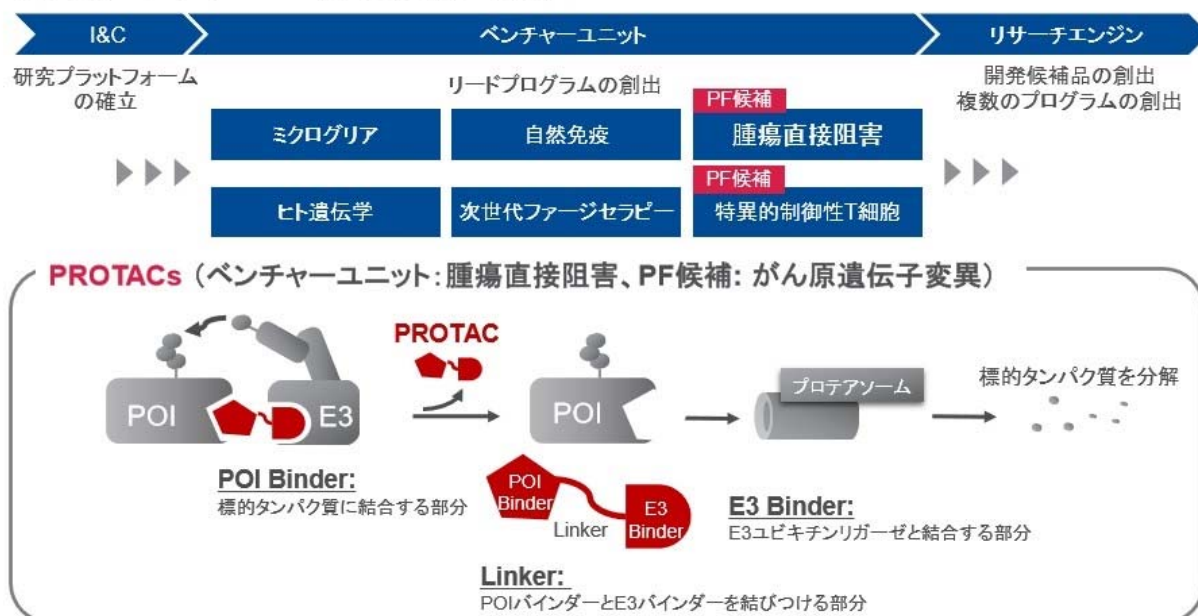 I&C
ベンチャーユニット
リサーチエンジン
研究プラットフォーム
の確立
リードプログラムの創出
開発候補品の創出
複数のプログラムの創出
ミクログリア
自然免疫
PF候補
腫瘍直接阻害
ヒト遺伝学
次世代ファージセラピー
PF候補
特異的制御性T細胞
PROTACs (ベンチャーユニット：腫瘍直接阻害、PF候補: がん原遺伝子変異)
POI
E3
PROTAC
POI
プロテアソーム
標的タンパク質を分解
POI Binder:
標的タンパク質に結合する部分
POI
Binder
Linker
E3
Binder
E3 Binder:
E3ユビキチンリガーゼと結合する部分
Linker:
POIバインダーとE3バインダーを結びつける部分